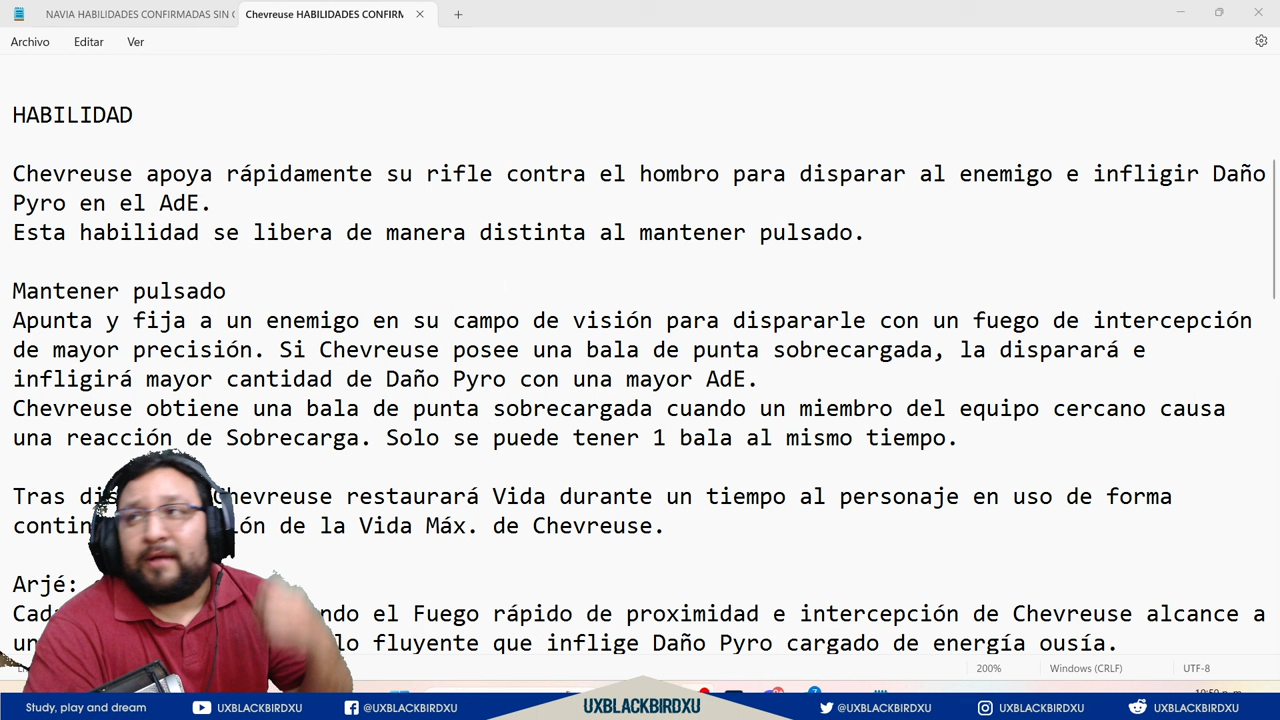 NAVIA HABILIDADES CONFIRMADAS SIN
Chevreuse HABILIDADES CONFIRM
Archivo Editar Ver
HABILIDAD
Chevreuse apoya rápidamente su rifle contra el hombro para disparar al enemigo e infligir Daño
Pyro en el AdE.
Esta habilidad se libera de manera distinta al mantener pulsado.
Mantener pulsado
Apunta y fija a un enemigo en su campo de visión para dispararle con un fuego de intercepción
de mayor precisión. Si Chevreuse posee una bala de punta sobrecargada, la disparará e
infligirá mayor cantidad de Daño Pyro con una mayor AdE.
Chevreuse obtiene una bala de punta sobrecargada cuando un miembro del equipo cercano causa
una reacción de Sobrecarga. Solo se puede tener 1 bala al mismo tiempo.
Tras Chevreuse restaurará Vida durante un tiempo al personaje en uso de forma
de la Vida Máx. de Chevreuse.
Arjé:
el Fuego rápido de proximidad e intercepción de Chevreuse alcance a
fluyente que inflige Daño Pyro cargado de energía ousía.
200% Windows (CRLF) UTF-8
Study, play and dream UXBLACKBIRDXU @UXBLACKBIRDXU UXBLACKBIRDXU @UXBLACKBIRDXU UXBLACKBIRDXU UXBLACKBIRDXU